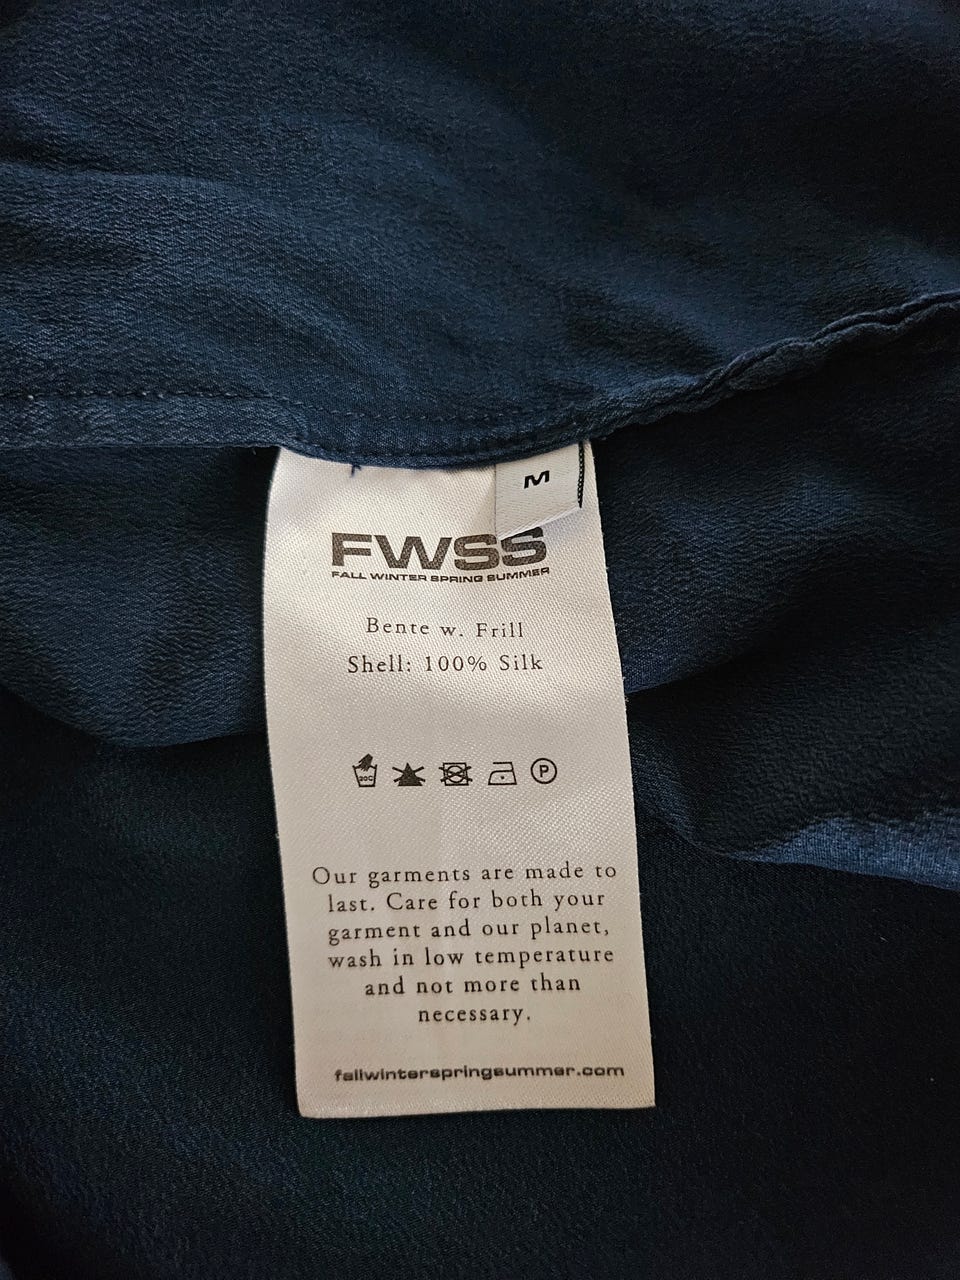 M
FWSS
FALL WINTER SPRING SUMMER
Bente w. Frill
Shell: 100% Silk
30C
P
Our garments are made to
last. Care for both your
garment and our planet,
wash in low temperature
and not more than
necessary.
fallwinterspringsummer.com